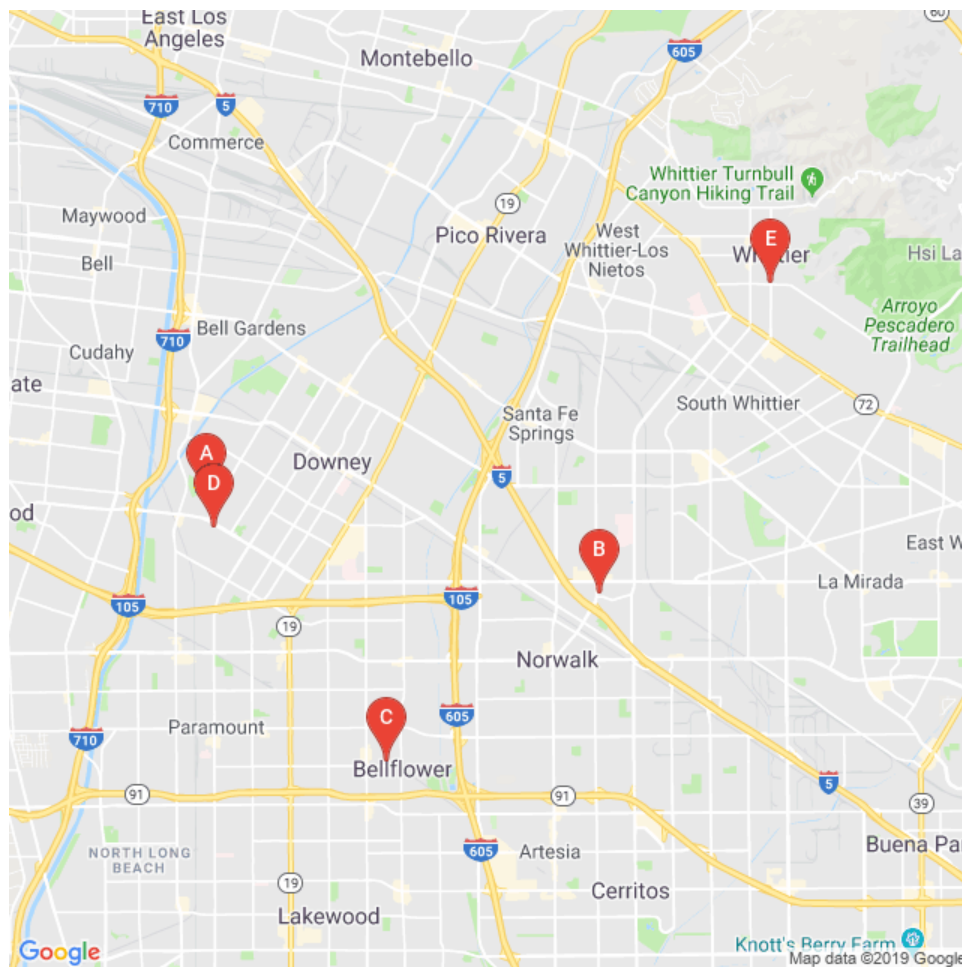 East Los
Angeles
60
Montebello
605
710
5
Commerce
Whittier Turnbull
Canyon Hiking Trail
19
Maywood
West
Whittier-Los
Nietos
Pico Rivera
E
Whittier
Hsi La
Bell
Arroyo
Pescadero
Trailhead
Bell Gardens
710
Cudahy
ate
South Whittier
72
Santa Fe
Springs
A
Downey
5
D
od
East W
B
La Mirada
105
105
19
Norwalk
C
605
Paramount
710
Bellflower
5
91
91
39
605
Buena Par
NORTH LONG
BEACH
Artesia
19
Cerritos
Lakewood
Knott's Berry Farm
Google
Map data ©2019 Google